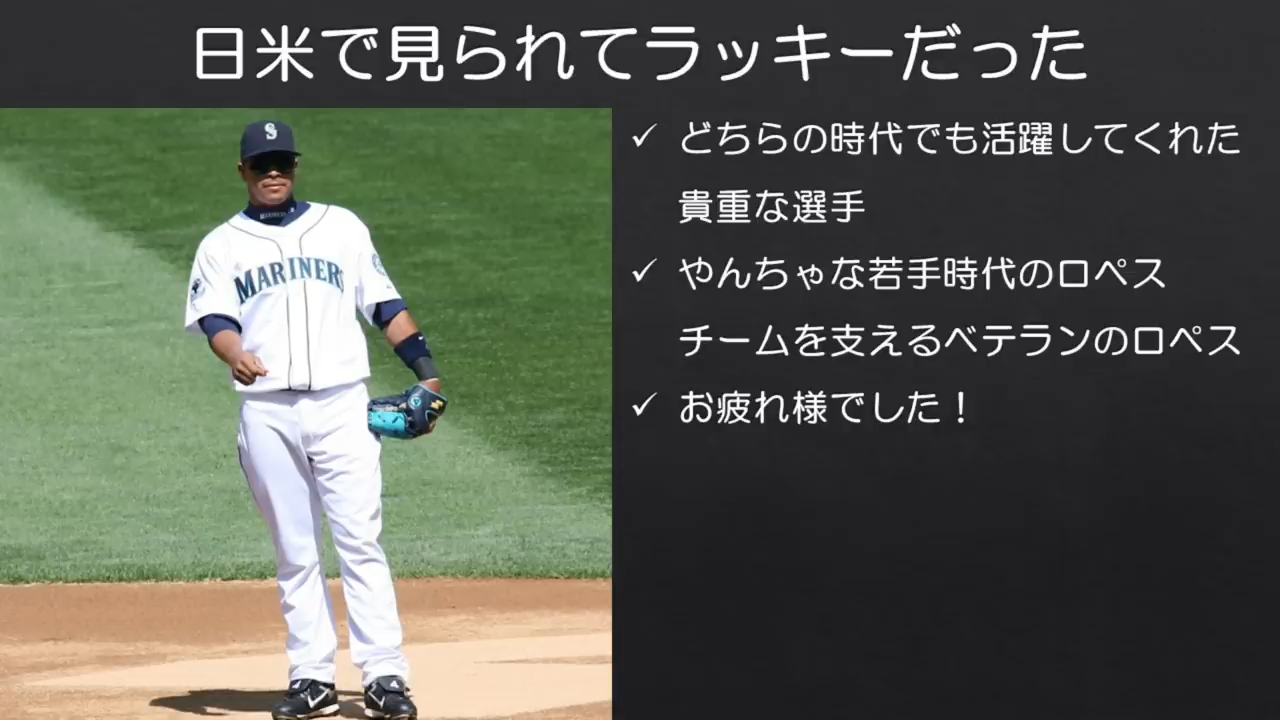 日米で見られてラッキーだった
✓ どちらの時代でも活躍してくれた
貴重な選手
✓ やんちゃな若手時代のロペス
チームを支えるベテランのロペス
✓ お疲れ様でした！
S
MARINERS
MARINERS